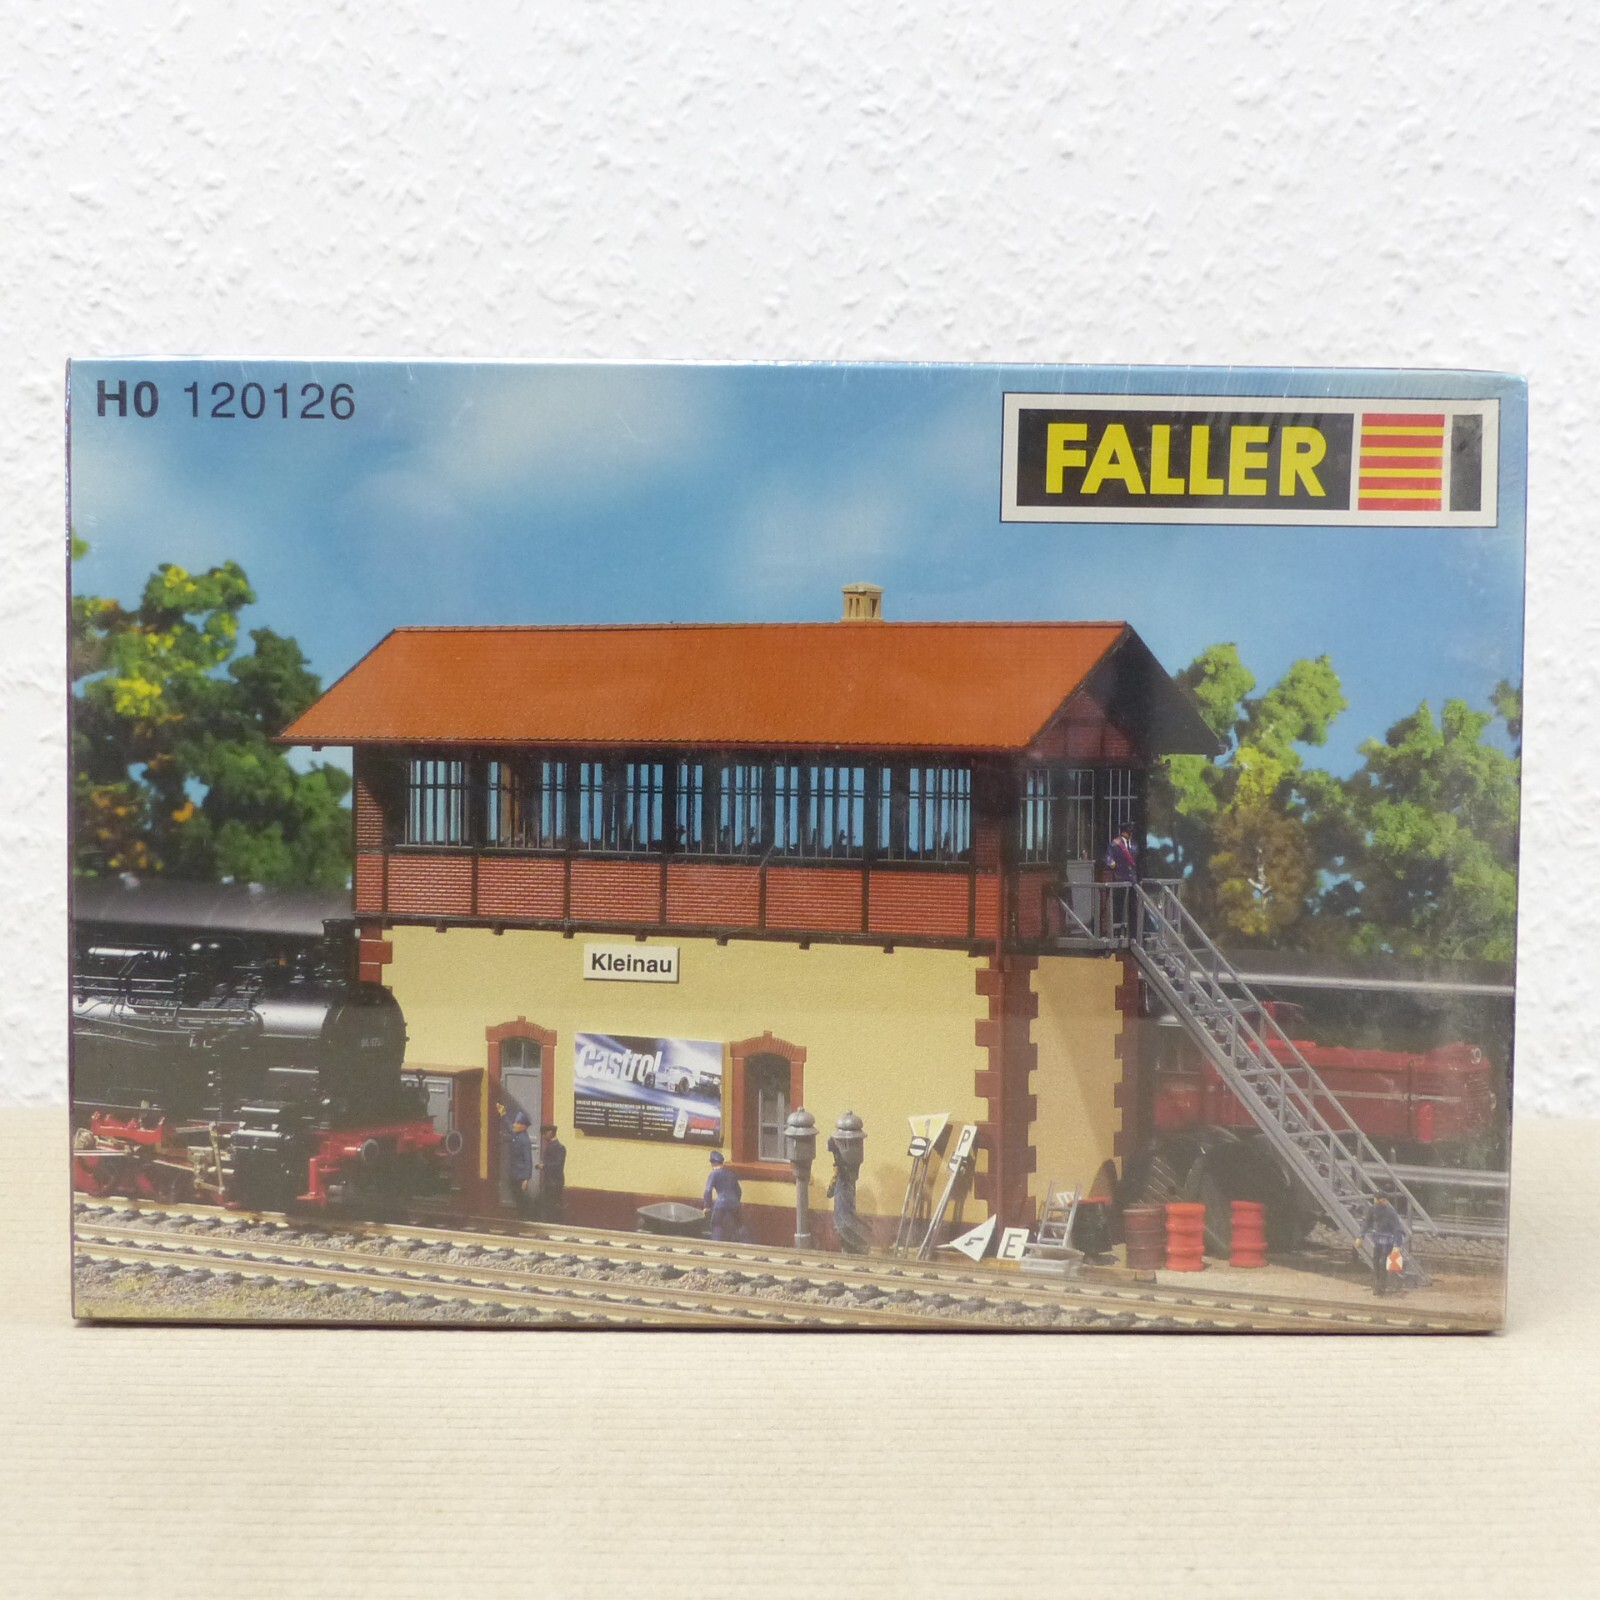 H0 120126
FALLER
Kleinau
Castrol
P
E